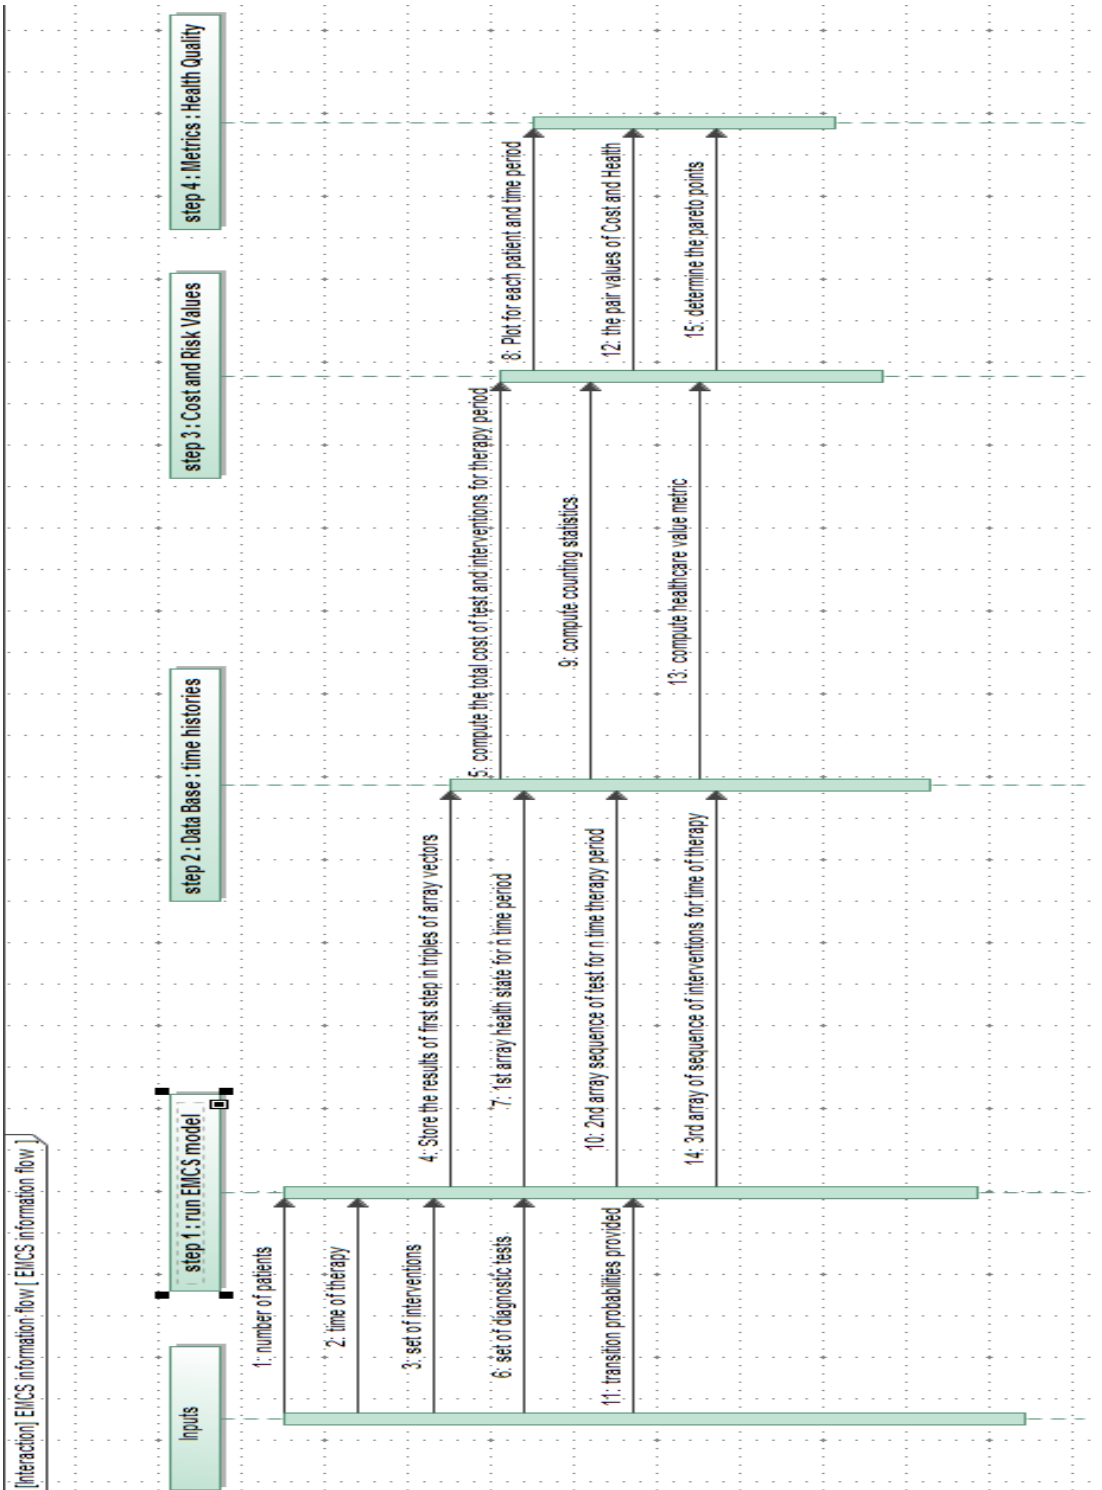 [Interaction] EMCS information flow [ EMCS information flow ]
Inputs
step 1 : run EMCS model
step 2 : Data Base : time histories
step 3 : Cost and Risk Values
step 4 : Metrics : Health Quality
1: number of patients
2: time of therapy
3: set of interventions
4: Store the results of first step in triples of array vectors
5: compute the total cost of test and interventions for therapy period
6: set of diagnostic tests
7: 1st array health state for n time period
8: Plot for each patient and time period
9: compute counting statistics
10: 2nd array sequence of test for n time therapy period
11: transition probabilities provided
12: the pair values of Cost and Health
13: compute healthcare value metric
14: 3rd array of sequence of interventions for time of therapy
15: determine the pareto points